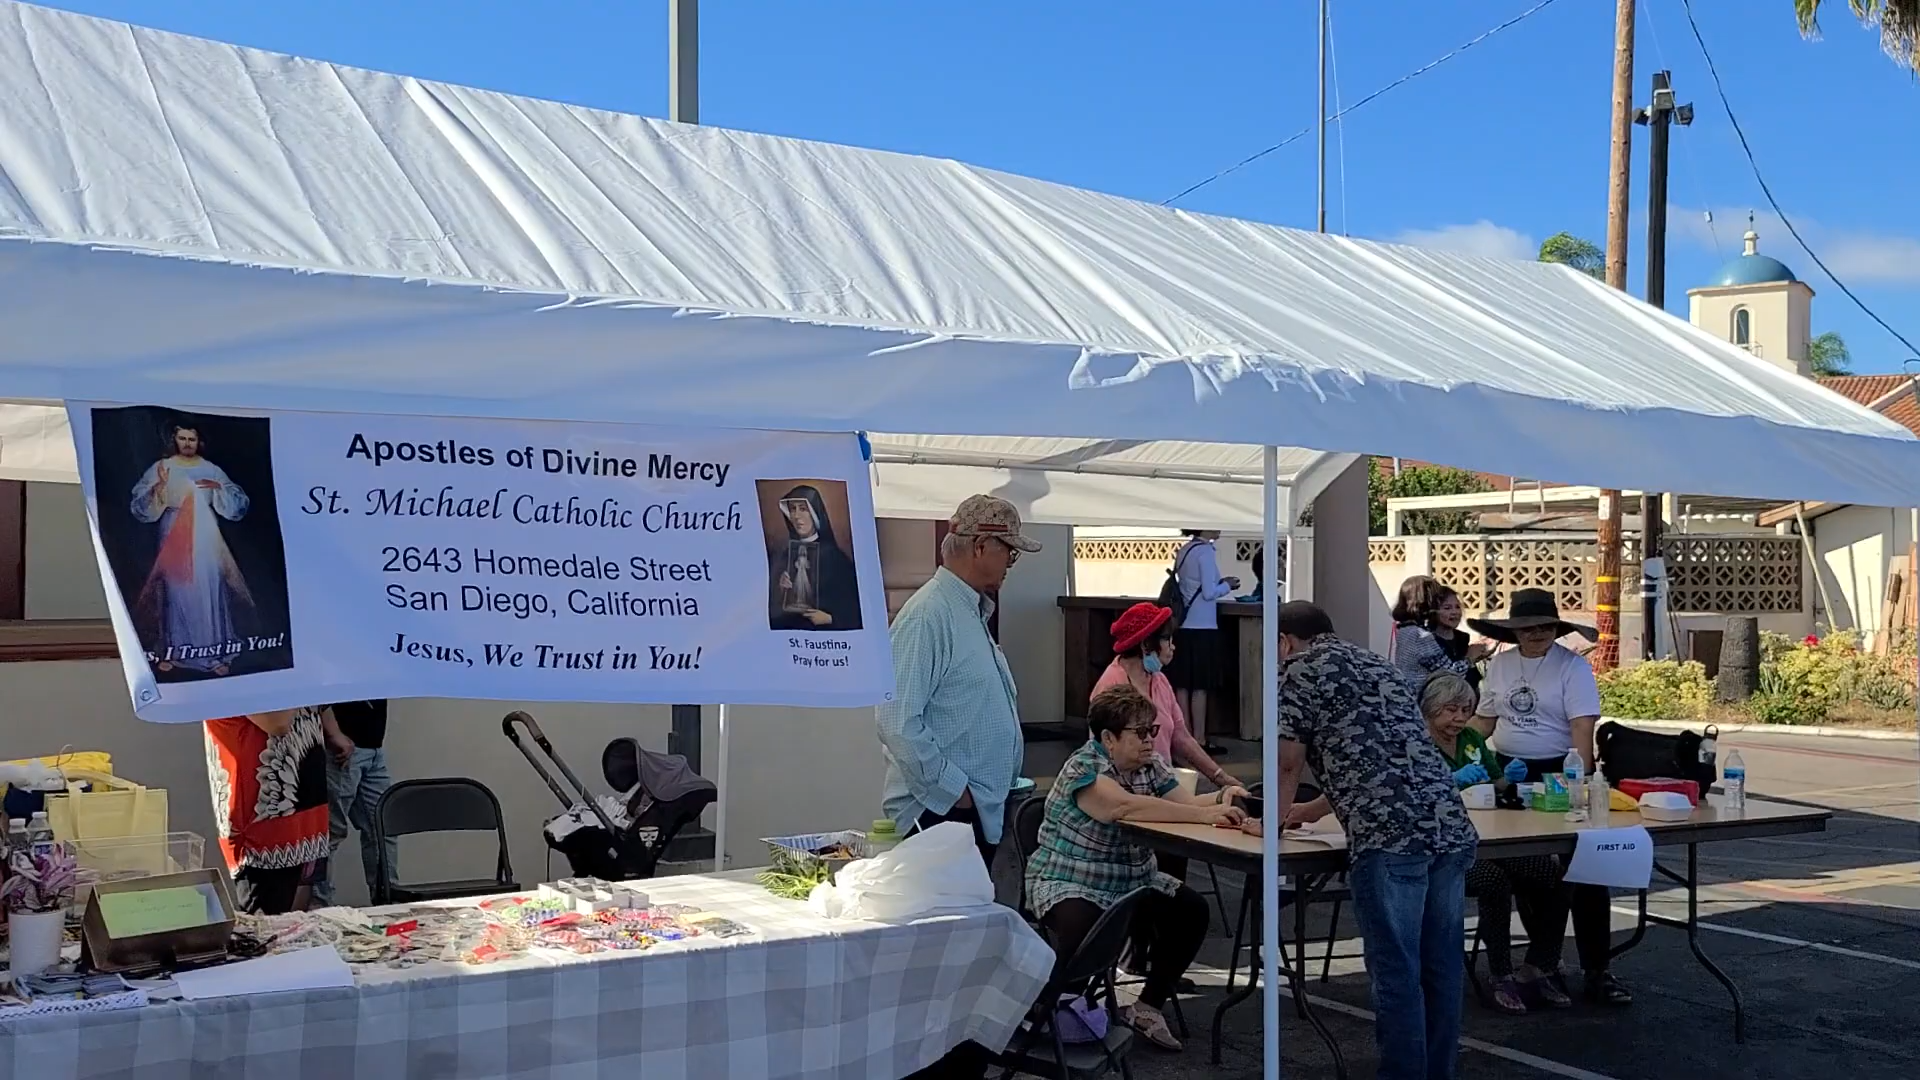 Apostles of Divine Mercy
St. Michael Catholic Church
2643 Homedale Street
San Diego, California
Jesus, We Trust in You!
s, I Trust in You!
St. Faustina,
Pray for us!
FIRST AID